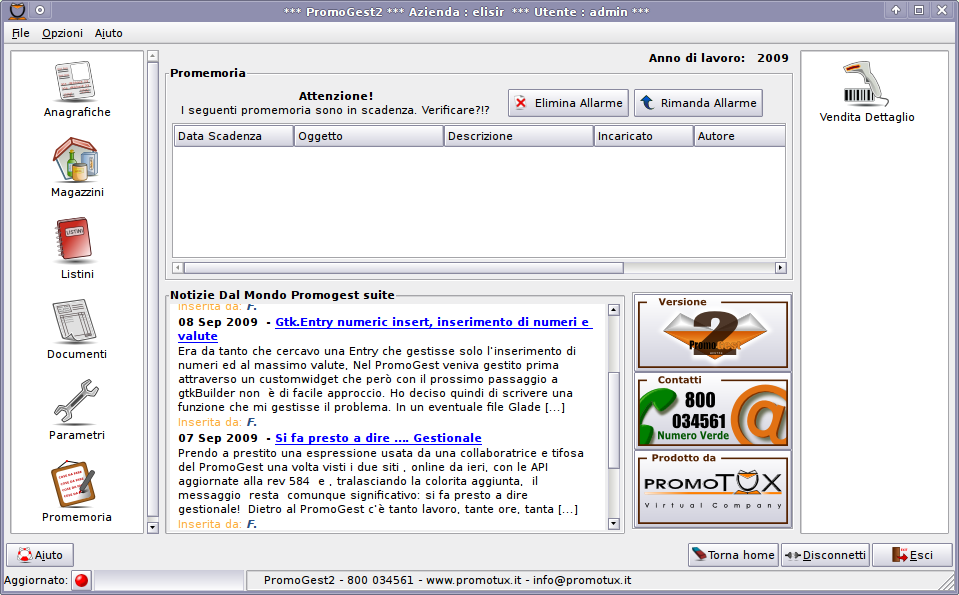 *** PromoGest2 *** Azienda : elisir *** Utente : admin ***
File Opzioni Aiuto
Anno di lavoro: 2009
Anagrafiche
Magazzini
LISTINI
Listini
Documenti
Parametri
Promemoria
Promemoria
Attenzione!
I seguenti promemoria sono in scadenza. Verificare?!?
Elimina Allarme
Rimanda Allarme
Data Scadenza Oggetto Descrizione Incaricato Autore
Vendita Dettaglio
Notizie Dal Mondo Promogest suite
Inserita da: F.
08 Sep 2009 - Gtk.Entry numeric insert, inserimento di numeri e
valute
Era da tanto che cercavo una Entry che gestisse solo l'inserimento di
numeri ed al massimo valute, Nel PromoGest veniva gestito prima
attraverso un customwidget che però con il prossimo passaggio a
gtkBuilder non è di facile approccio. Ho deciso quindi di scrivere una
funzione che mi gestisse il problema. In un eventuale file Glade [...]
Inserita da: F.
07 Sep 2009 - Si fa presto a dire .... Gestionale
Prendo a prestito una espressione usata da una collaboratrice e tifosa
del PromoGest una volta visti i due siti , online da ieri, con le API
aggiornate alla rev 584 e , tralasciando la colorita aggiunta, il
messaggio resta comunque significativo: si fa presto a dire
gestionale! Dietro al PromoGest c'è tanto lavoro, tante ore, tanta [...]
Inserita da: F.
Versione
2
PromoGest
Contatti
800
034561
Numero Verde
@
Prodotto da
PROMOTUX
Virtual Company
Aiuto
Torna home
Disconnetti
Esci
Aggiornato:
PromoGest2 - 800 034561 - www.promotux.it - info@promotux.it